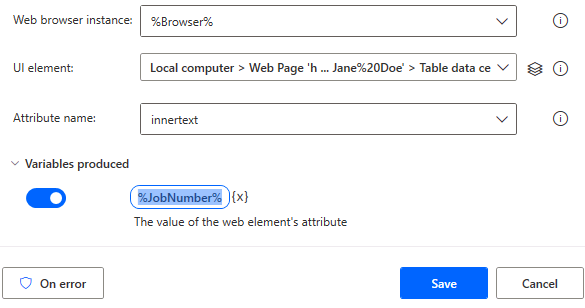 Web browser instance: %Browser%
UI element: Local computer > Web Page 'h ... Jane%20Doe' > Table data ce
Attribute name: innertext
Variables produced
%JobNumber% {x}
The value of the web element's attribute
On error Save Cancel